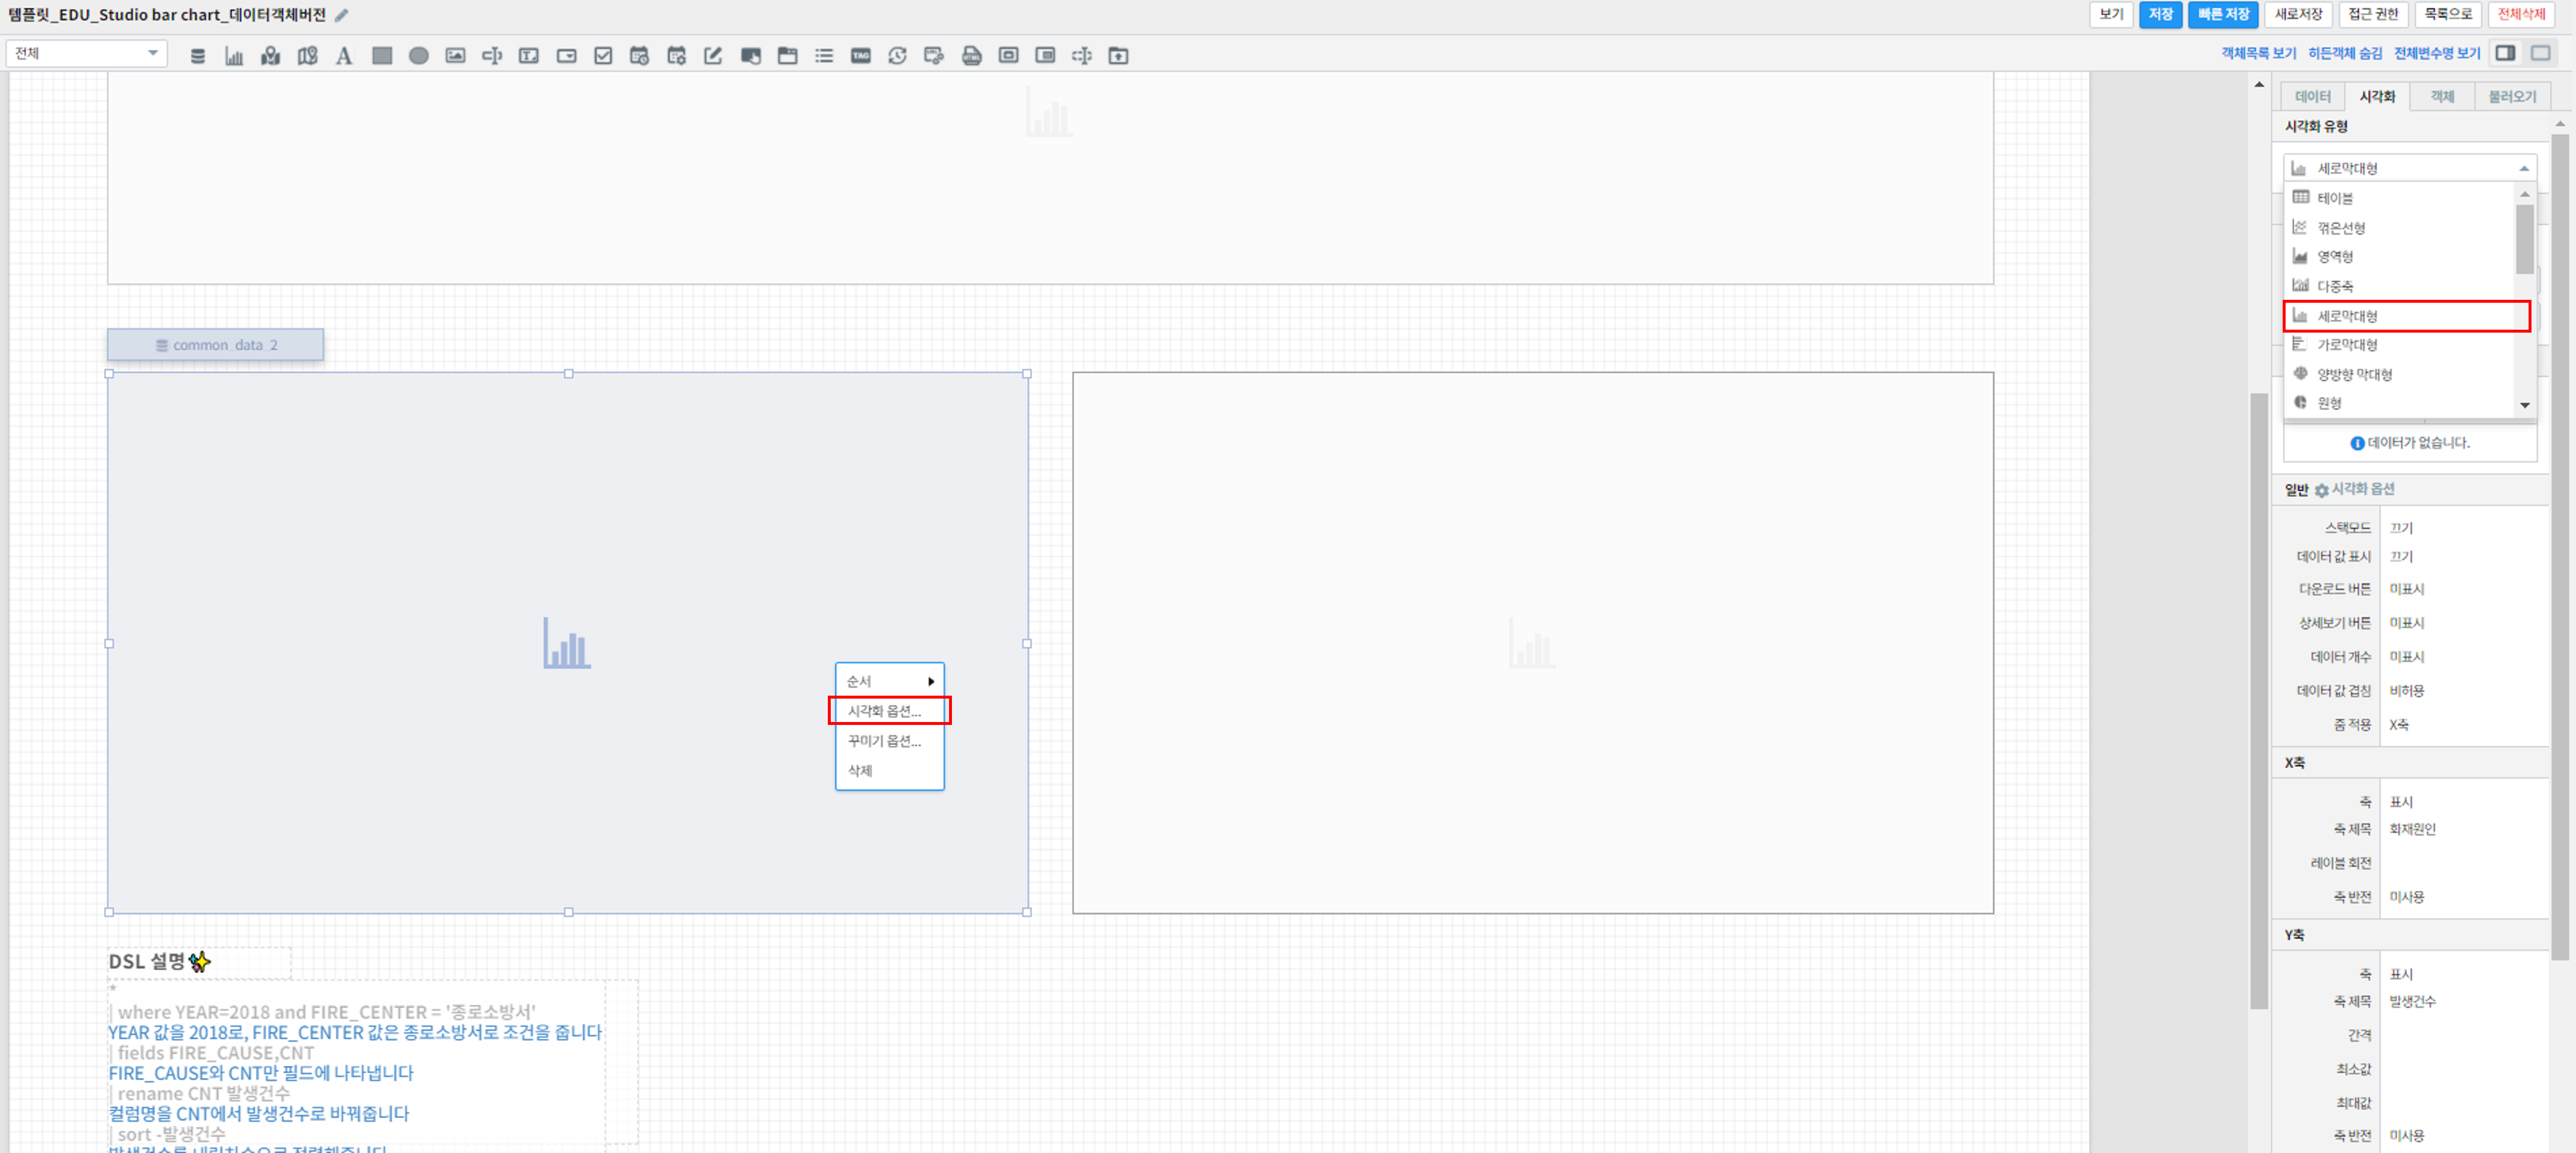 템플릿_EDU_Studio bar chart_데이터객체버전
보기
저장
빠른 저장
새로저장
접근 권한
목록으로
전체삭제
전체
객체목록 보기
히든객체 숨김
전체변수명 보기
데이터
시각화
객체
불러오기
시각화 유형
세로막대형
테이블
꺾은선형
영역형
다중축
세로막대형
가로막대형
양방향 막대형
원형
데이터가 없습니다.
일반 시각화 옵션
스택모드 끄기
데이터 값 표시 끄기
다운로드 버튼 미표시
상세보기 버튼 미표시
데이터 개수 미표시
데이터 값 겹침 비허용
줌 적용 X축
X축
축 표시
축 제목 화재원인
레이블 회전
축 반전 미사용
Y축
축 표시
축 제목 발생건수
간격
최소값
최대값
축 반전 미사용
common_data_2
순서
시각화 옵션...
꾸미기 옵션...
삭제
DSL 설명
*
| where YEAR=2018 and FIRE_CENTER = '종로소방서'
YEAR 값을 2018로, FIRE_CENTER 값은 종로소방서로 조건을 줍니다
| fields FIRE_CAUSE,CNT
FIRE_CAUSE와 CNT만 필드에 나타냅니다
| rename CNT 발생건수
컬럼명을 CNT에서 발생건수로 바꿔줍니다
| sort -발생건수